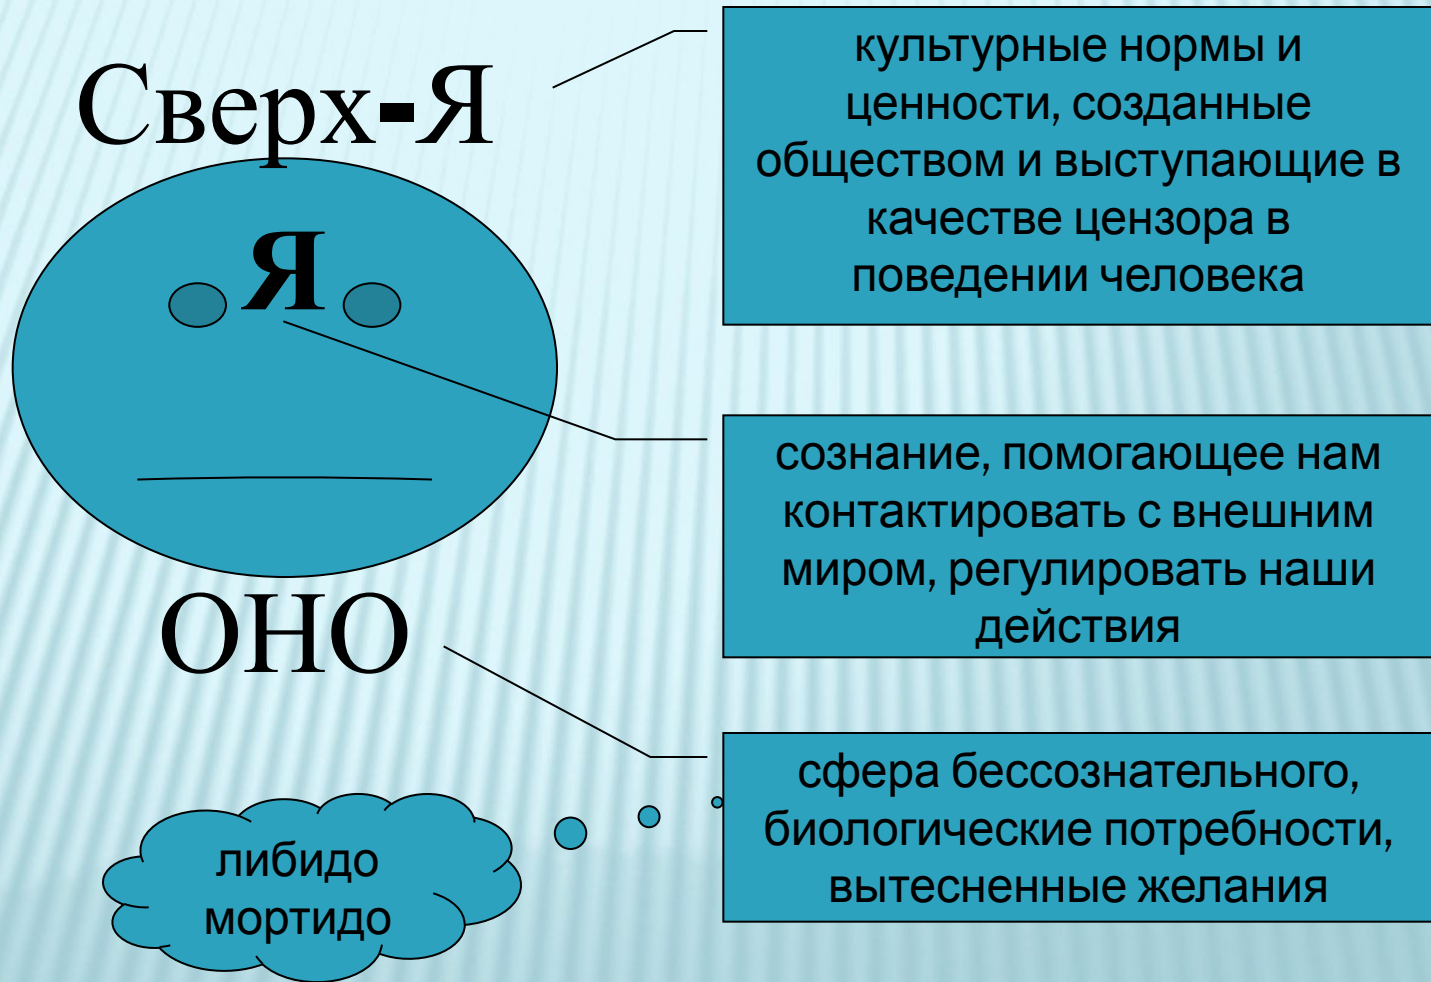 Сверх-Я
культурные нормы и
ценности, созданные
обществом и выступающие в
качестве цензора в
поведении человека
Я
сознание, помогающее нам
контактировать с внешним
миром, регулировать наши
действия
ОНО
сфера бессознательного,
биологические потребности,
вытесненные желания
либидо
мортидо